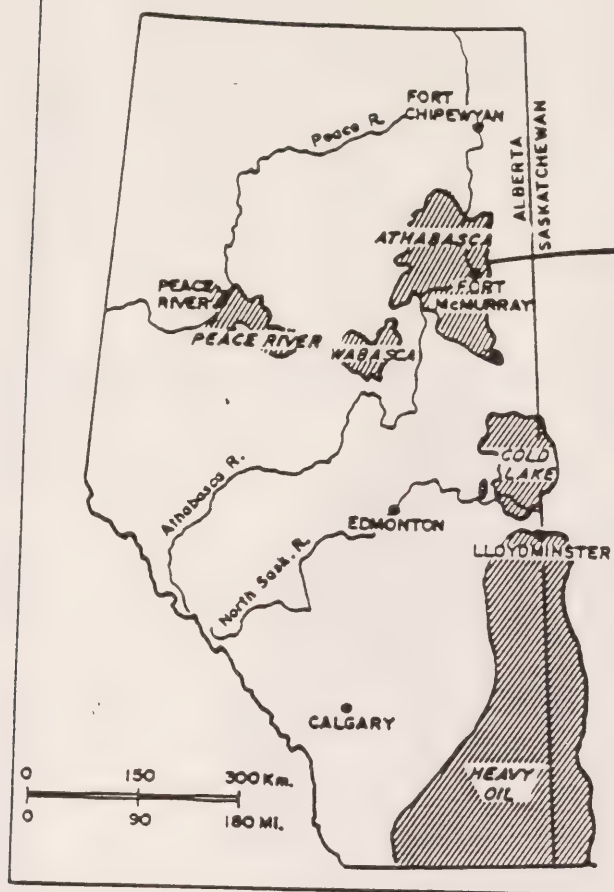 FORT
CHIPEWYAN
Peace R.
ALBERTA
SASKATCHEWAN
ATHABASCA
FORT
McMURRAY
PEACE
RIVER
PEACE RIVER
WABASCA
COLD
LAKE
Athabasca R.
EDMONTON
North Sask. R.
LLOYDMINSTER
CALGARY
0 150 300 Km.
0 90 180 MI.
HEAVY
OIL